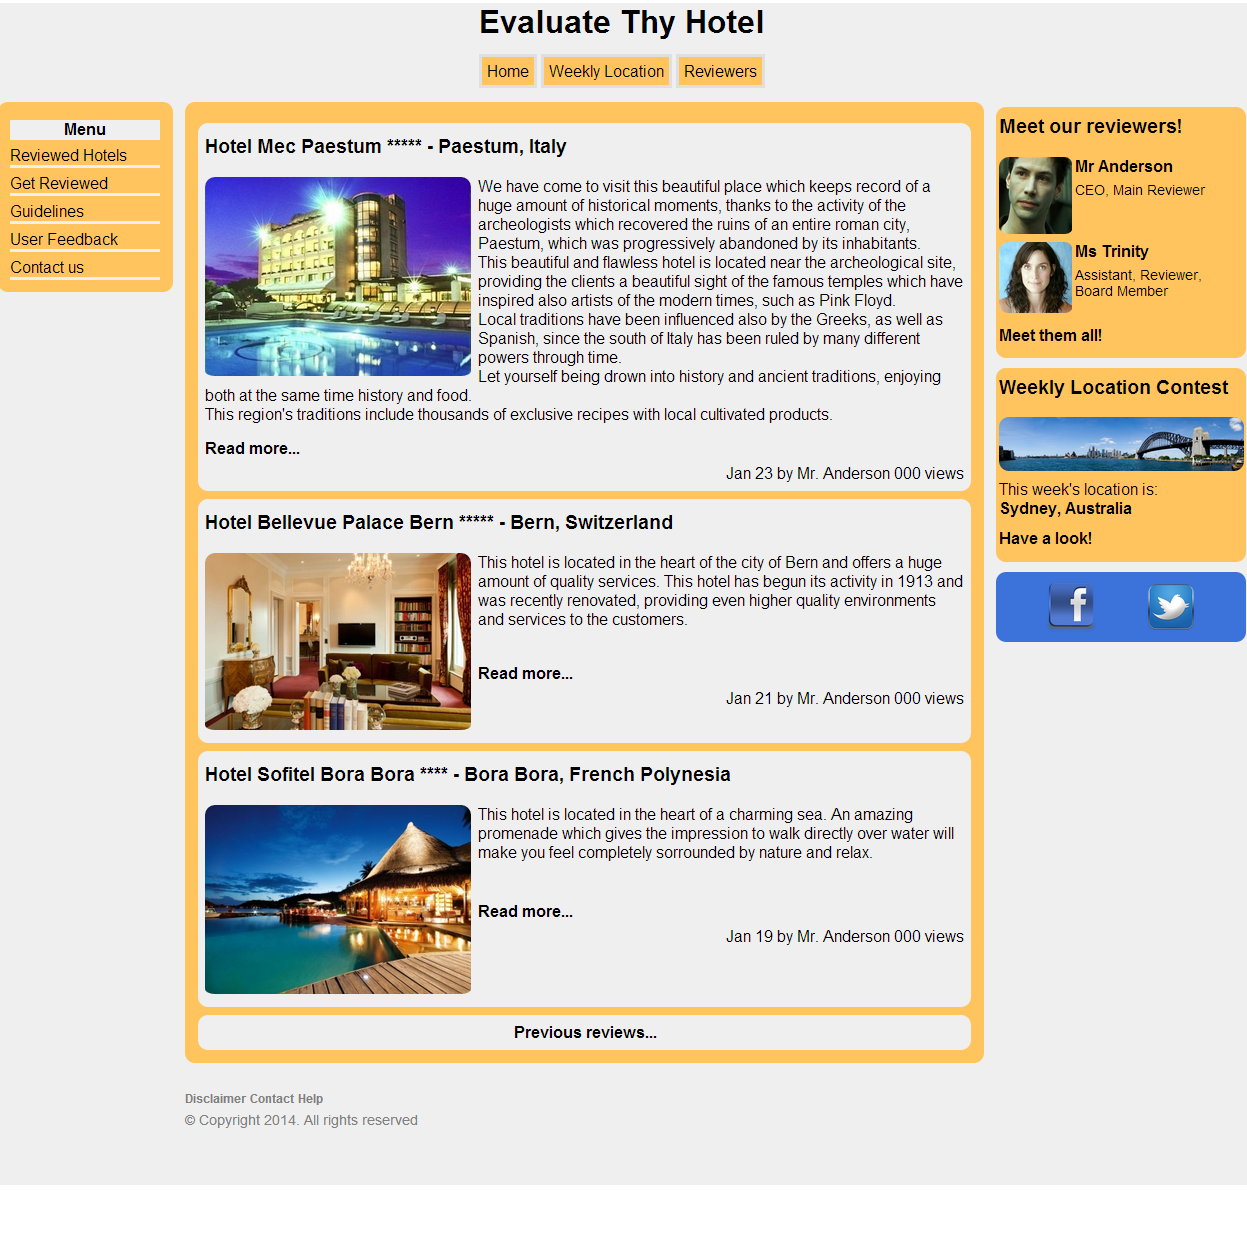 Evaluate Thy Hotel
Home Weekly Location Reviewers
Menu
Reviewed Hotels
Get Reviewed
Guidelines
User Feedback
Contact us
Hotel Mec Paestum ***** - Paestum, Italy
We have come to visit this beautiful place which keeps record of a
huge amount of historical moments, thanks to the activity of the
archeologists which recovered the ruins of an entire roman city,
Paestum, which was progressively abandoned by its inhabitants.
This beautiful and flawless hotel is located near the archeological site,
providing the clients a beautiful sight of the famous temples which have
inspired also artists of the modern times, such as Pink Floyd.
Local traditions have been influenced also by the Greeks, as well as
Spanish, since the south of Italy has been ruled by many different
powers through time.
Let yourself being drown into history and ancient traditions, enjoying
both at the same time history and food.
This region's traditions include thousands of exclusive recipes with local cultivated products.
Read more...
Jan 23 by Mr. Anderson 000 views
Hotel Bellevue Palace Bern ***** - Bern, Switzerland
This hotel is located in the heart of the city of Bern and offers a huge
amount of quality services. This hotel has begun its activity in 1913 and
was recently renovated, providing even higher quality environments
and services to the customers.
Read more...
Jan 21 by Mr. Anderson 000 views
Hotel Sofitel Bora Bora **** - Bora Bora, French Polynesia
This hotel is located in the heart of a charming sea. An amazing
promenade which gives the impression to walk directly over water will
make you feel completely sorrounded by nature and relax.
Read more...
Jan 19 by Mr. Anderson 000 views
Previous reviews...
Meet our reviewers!
Mr Anderson
CEO, Main Reviewer
Ms Trinity
Assistant, Reviewer,
Board Member
Meet them all!
Weekly Location Contest
This week's location is:
Sydney, Australia
Have a look!
Disclaimer Contact Help
© Copyright 2014. All rights reserved